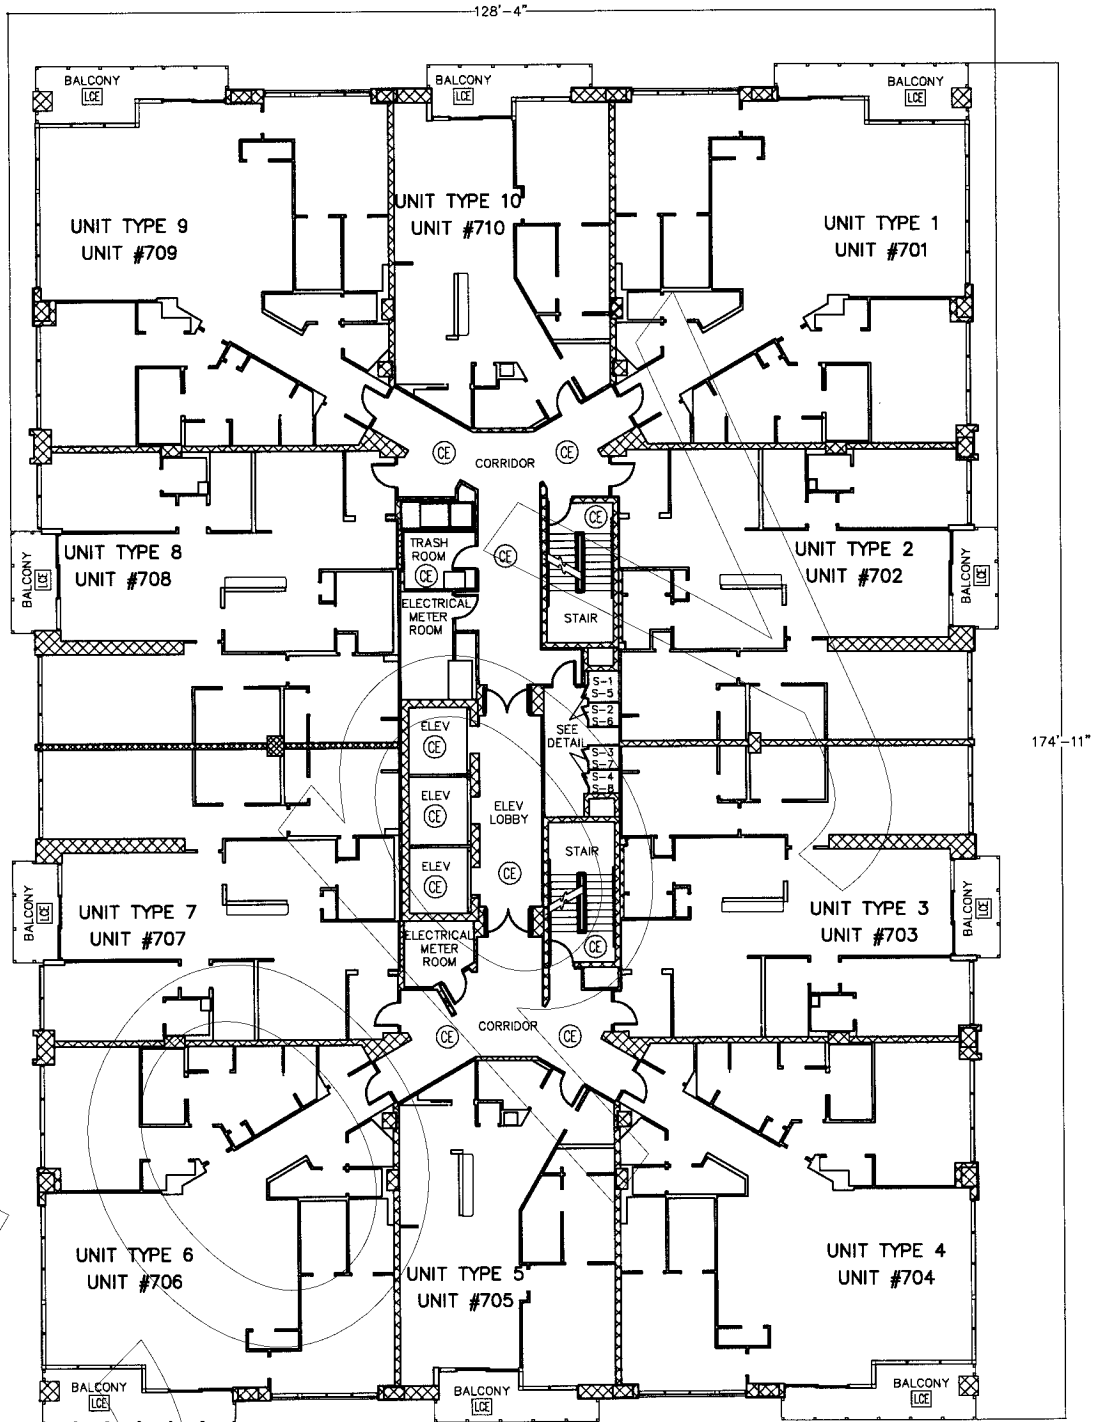 128'-4"
BALCONY
LCE
BALCONY
LCE
BALCONY
LCE
UNIT TYPE 9
UNIT #709
UNIT TYPE 10
UNIT #710
UNIT TYPE 1
UNIT #701
CE
CORRIDOR
CE
CE
UNIT TYPE 8
UNIT #708
BALCONY
LCE
TRASH
ROOM
CE
CE
UNIT TYPE 2
UNIT #702
BALCONY
LCE
ELECTRICAL
METER
ROOM
STAIR
S-1
S-5
S-2
S-6
SEE
DETAIL
S-3
S-7
S-4
S-8
ELEV
CE
174'-11"
ELEV
CE
ELEV
LOBBY
CE
ELEV
CE
STAIR
UNIT TYPE 7
UNIT #707
BALCONY
LCE
UNIT TYPE 3
UNIT #703
BALCONY
LCE
ELECTRICAL
METER
ROOM
CE
CE
CORRIDOR
CE
UNIT TYPE 6
UNIT #706
UNIT TYPE 5
UNIT #705
UNIT TYPE 4
UNIT #704
BALCONY
LCE
BALCONY
LCE
BALCONY
LCE